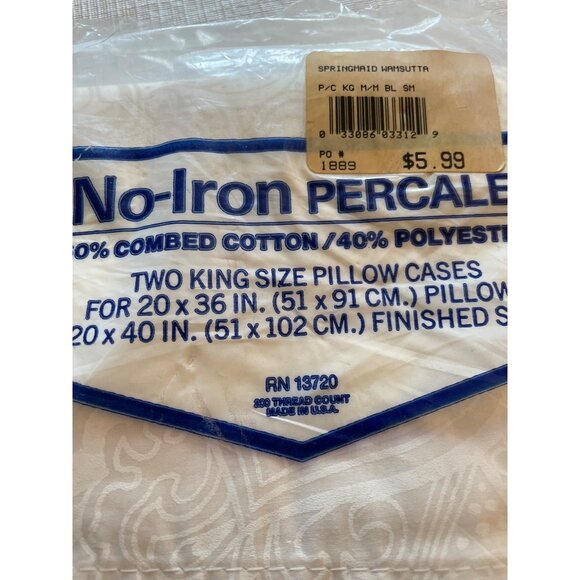 SPRINGMAID WAMSUTTA
P/C KG M/M BL SM
0 33086 03312 9
PO #
1889 $5.99
No-Iron PERCALE
0% COMBED COTTON/40% POLYESTE
TWO KING SIZE PILLOW CASES
FOR 20 x 36 IN. (51 x 91 CM.) PILLOW
20 x 40 IN. (51 x 102 CM.) FINISHED S
RN 13720
200 THREAD COUNT
MADE IN U.S.A.